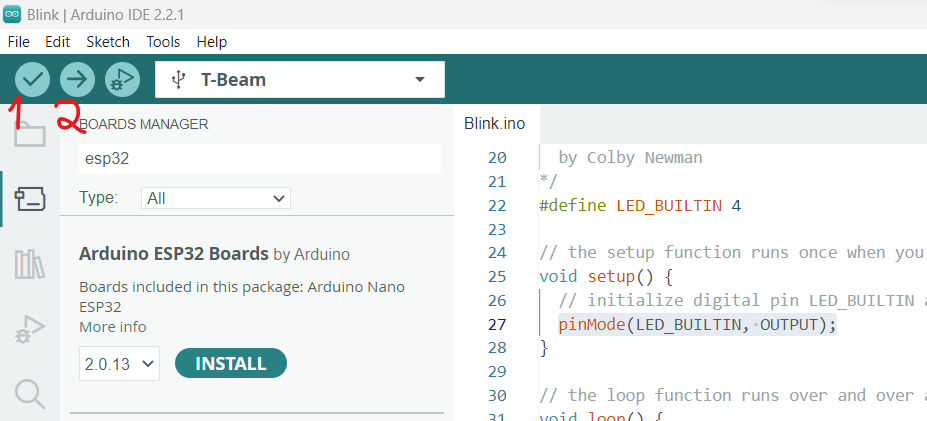 Blink | Arduino IDE 2.2.1
File Edit Sketch Tools Help
T-Beam
1 2
BOARDS MANAGER
esp32
Type: All
Arduino ESP32 Boards by Arduino
Boards included in this package: Arduino Nano
ESP32
More info
2.0.13 INSTALL
Blink.ino
20 by Colby Newman
21 */
22 #define LED_BUILTIN 4
23
24 // the setup function runs once when you
25 void setup() {
26 // initialize digital pin LED_BUILTIN a
27 pinMode(LED_BUILTIN, OUTPUT);
28 }
29
30 // the loop function runs over and over a
31 void loop() {